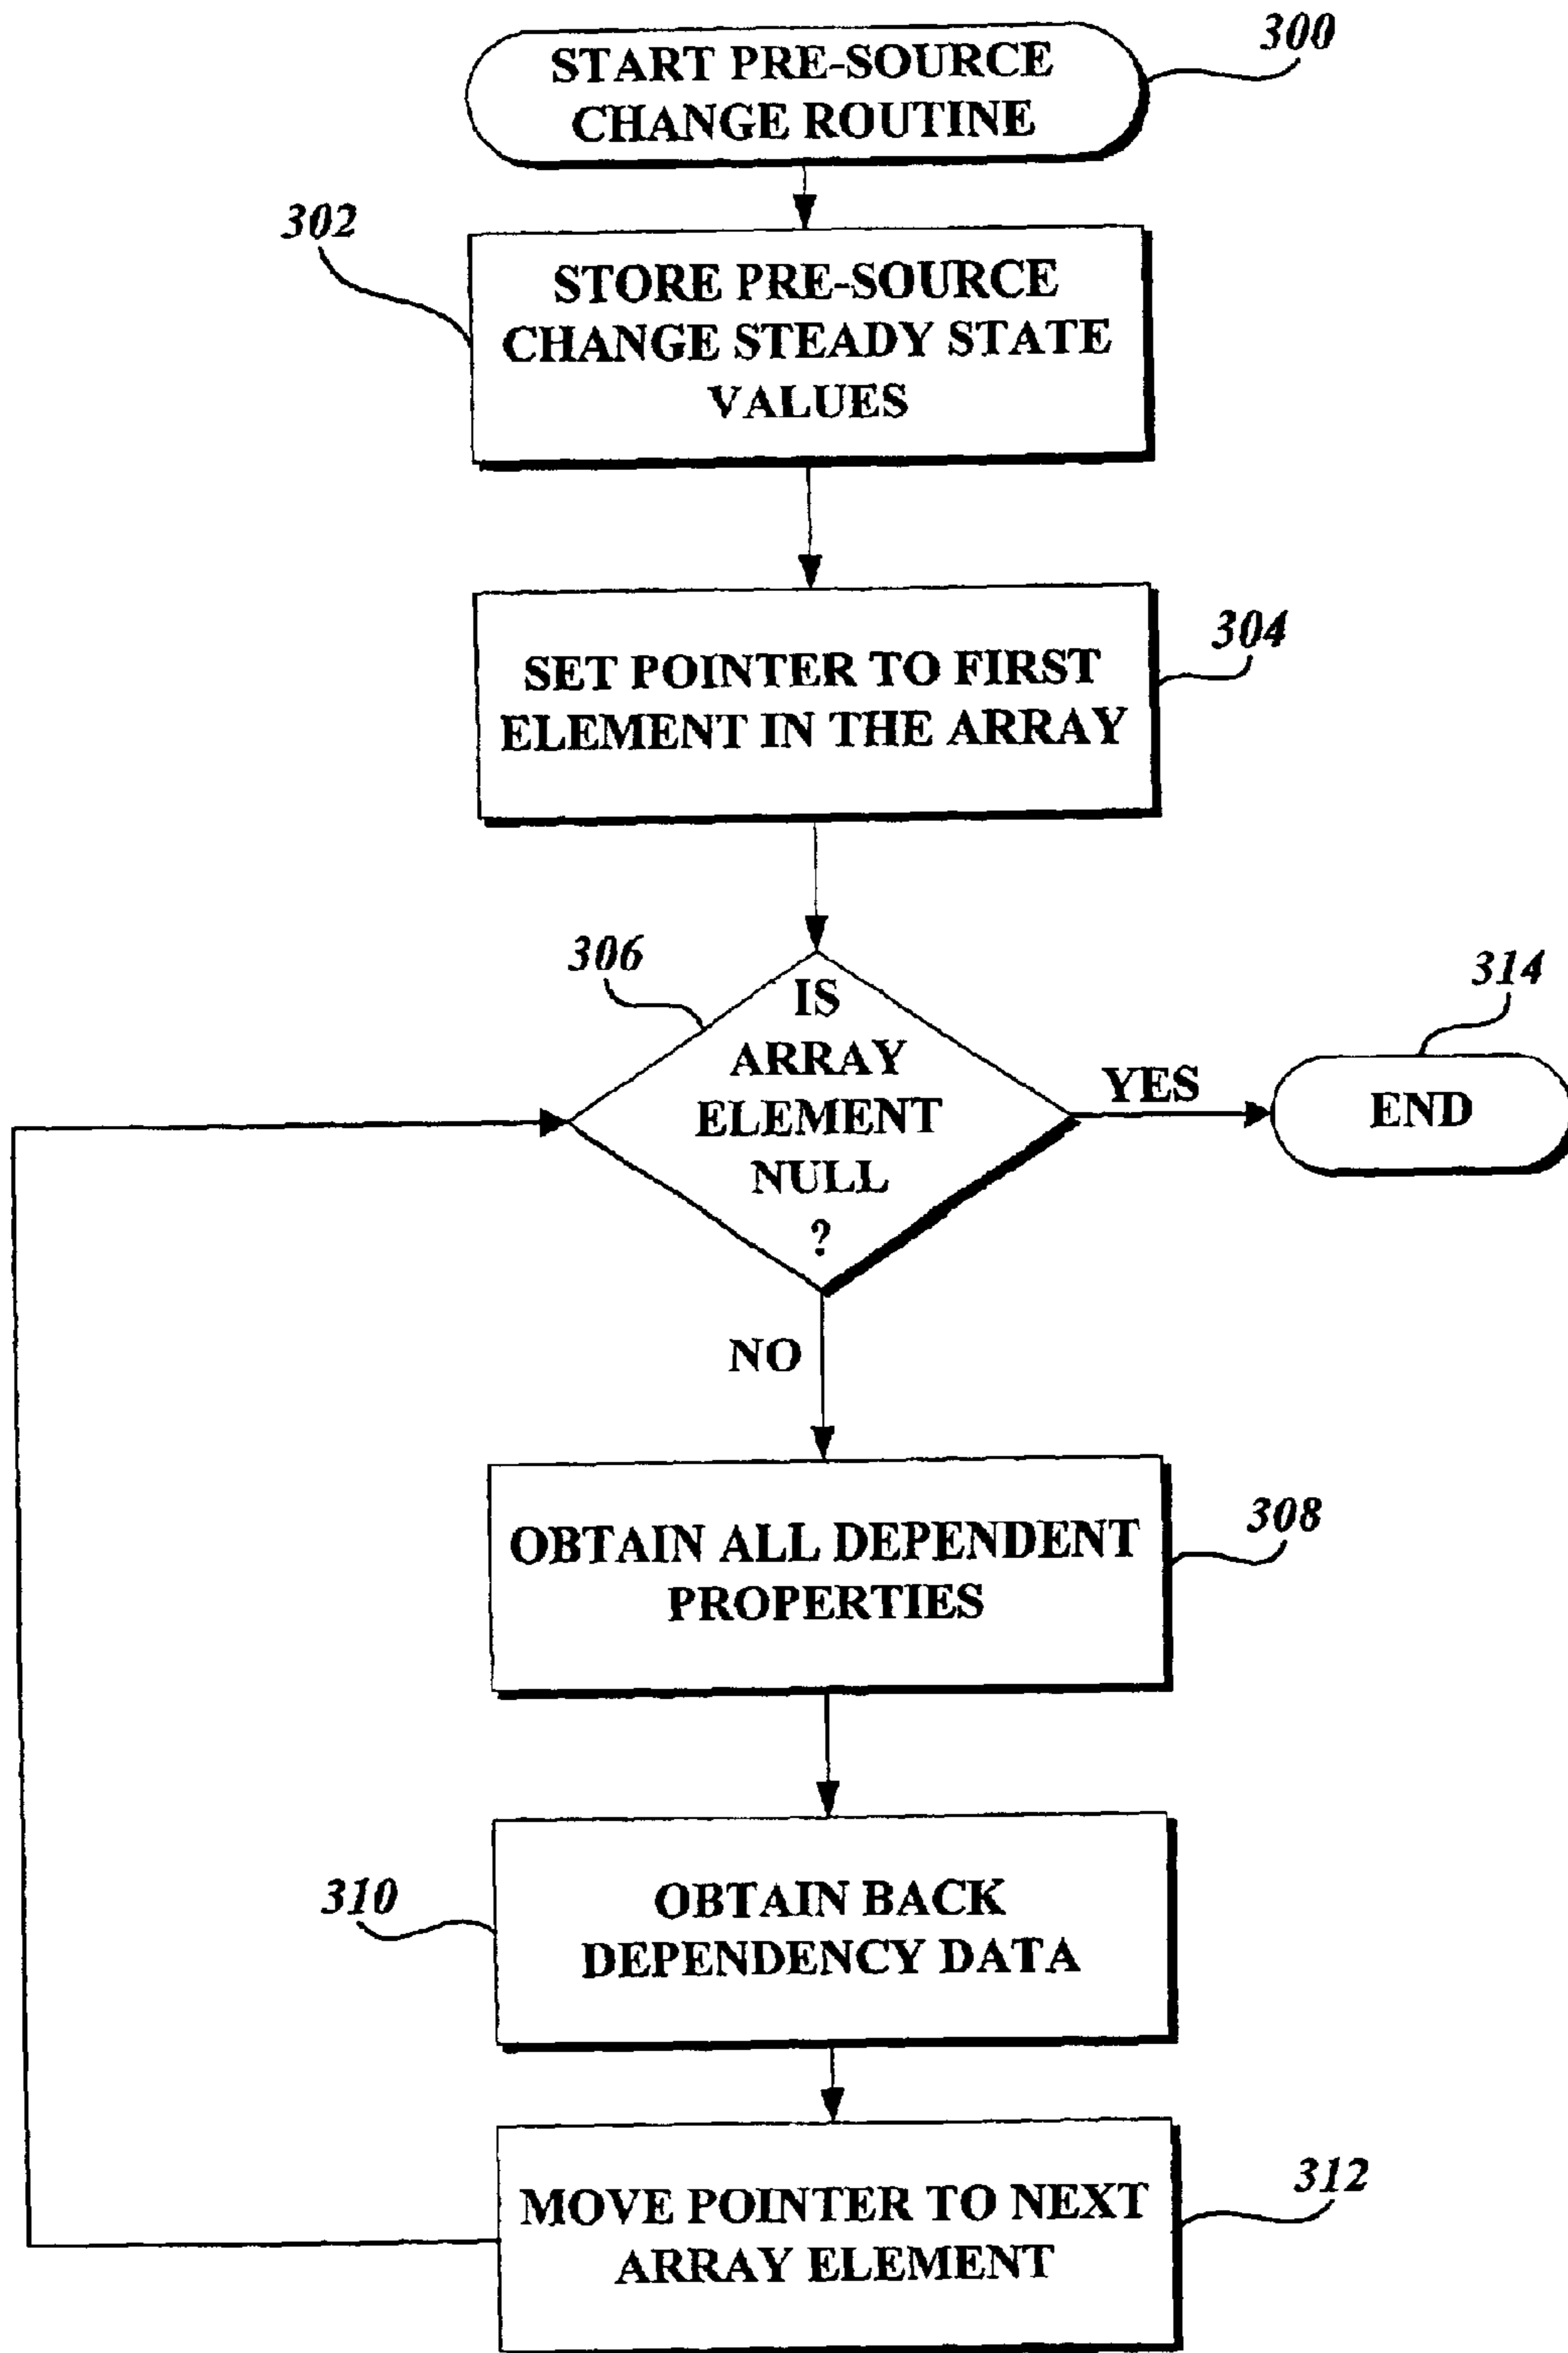 300
START PRE-SOURCE
CHANGE ROUTINE
302
STORE PRE-SOURCE
CHANGE STEADY STATE
VALUES
304
SET POINTER TO FIRST
ELEMENT IN THE ARRAY
306
IS
ARRAY
ELEMENT
NULL
?
YES
314
END
NO
308
OBTAIN ALL DEPENDENT
PROPERTIES
310
OBTAIN BACK
DEPENDENCY DATA
312
MOVE POINTER TO NEXT
ARRAY ELEMENT